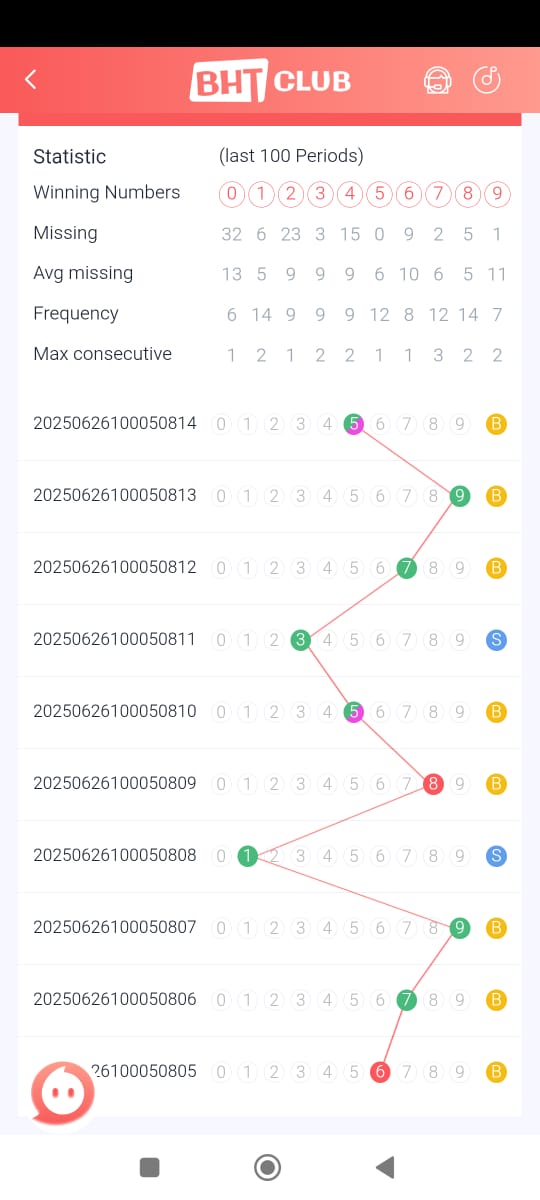 BHT CLUB
Statistic (last 100 Periods)
Winning Numbers 0 1 2 3 4 5 6 7 8 9
Missing 32 6 23 3 15 0 9 2 5 1
Avg missing 13 5 9 9 9 6 10 6 5 11
Frequency 6 14 9 9 9 12 8 12 14 7
Max consecutive 1 2 1 2 2 1 1 3 2 2
20250626100050814 0 1 2 3 4 5 6 7 8 9 B
20250626100050813 0 1 2 3 4 5 6 7 8 9 B
20250626100050812 0 1 2 3 4 5 6 7 8 9 B
20250626100050811 0 1 2 3 4 5 6 7 8 9 S
20250626100050810 0 1 2 3 4 5 6 7 8 9 B
20250626100050809 0 1 2 3 4 5 6 7 8 9 B
20250626100050808 0 1 2 3 4 5 6 7 8 9 S
20250626100050807 0 1 2 3 4 5 6 7 8 9 B
20250626100050806 0 1 2 3 4 5 6 7 8 9 B
26100050805 0 1 2 3 4 5 6 7 8 9 B